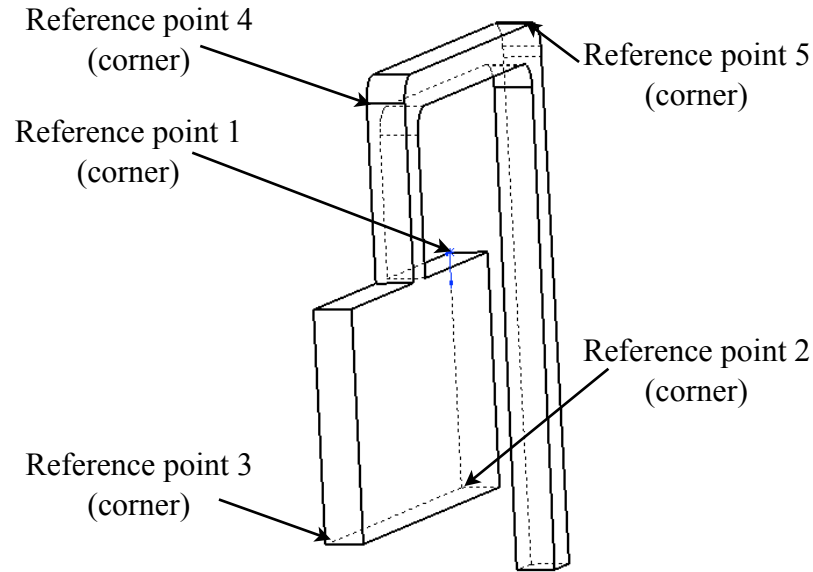 Reference point 4
(corner)
Reference point 5
(corner)
Reference point 1
(corner)
Reference point 2
(corner)
Reference point 3
(corner)